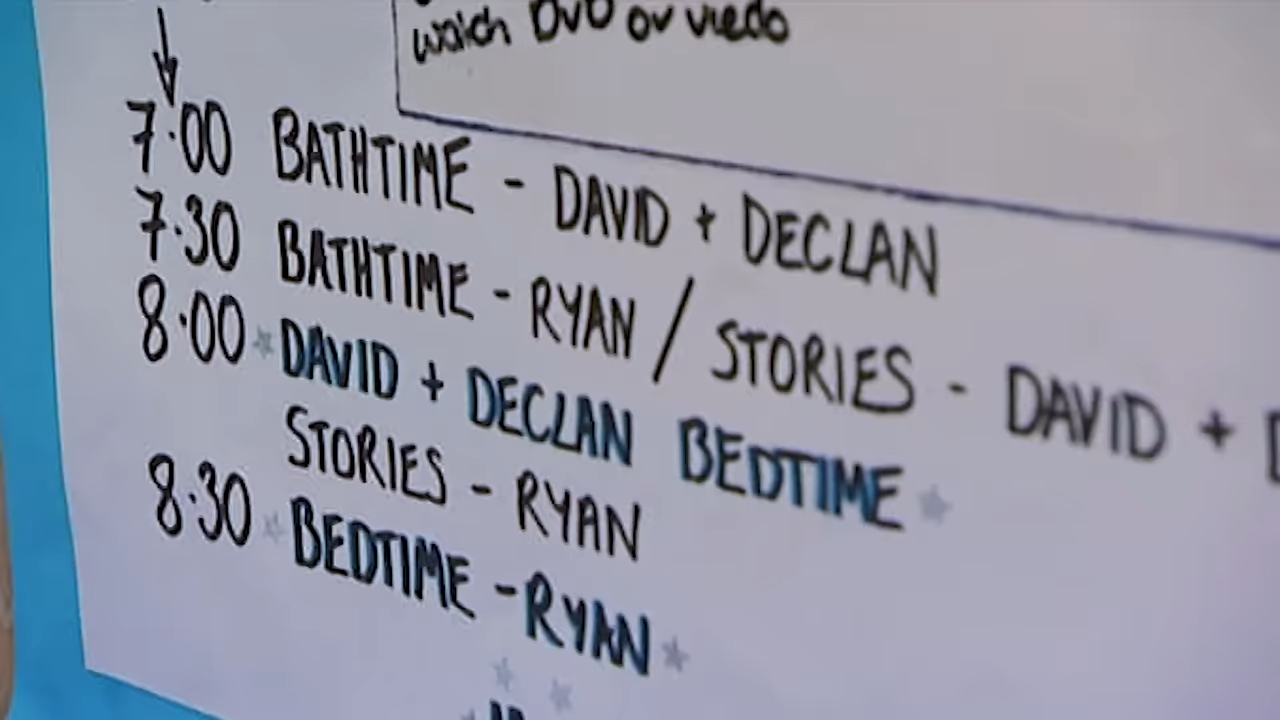 which DVD or viedo
7.00 BATHTIME - DAVID + DECLAN
7.30 BATHTIME - RYAN / STORIES - DAVID +
8.00 DAVID + DECLAN BEDTIME
STORIES - RYAN
8.30 BEDTIME - RYAN